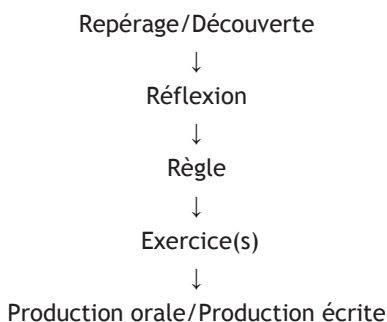 Repérage/Découverte
↓
Réflexion
↓
Règle
↓
Exercice(s)
↓
Production orale/Production écrite